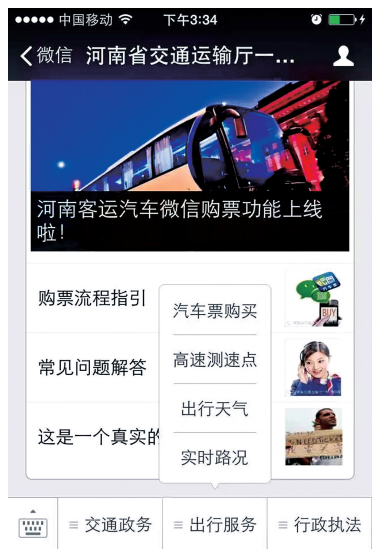 中国移动 下午3:34
微信 河南省交通运输厅一...
河南客运汽车微信购票功能上线
啦！
购票流程指引
BUY
常见问题解答
这是一个真实的
汽车票购买
高速测速点
出行天气
实时路况
交通政务 出行服务 行政执法